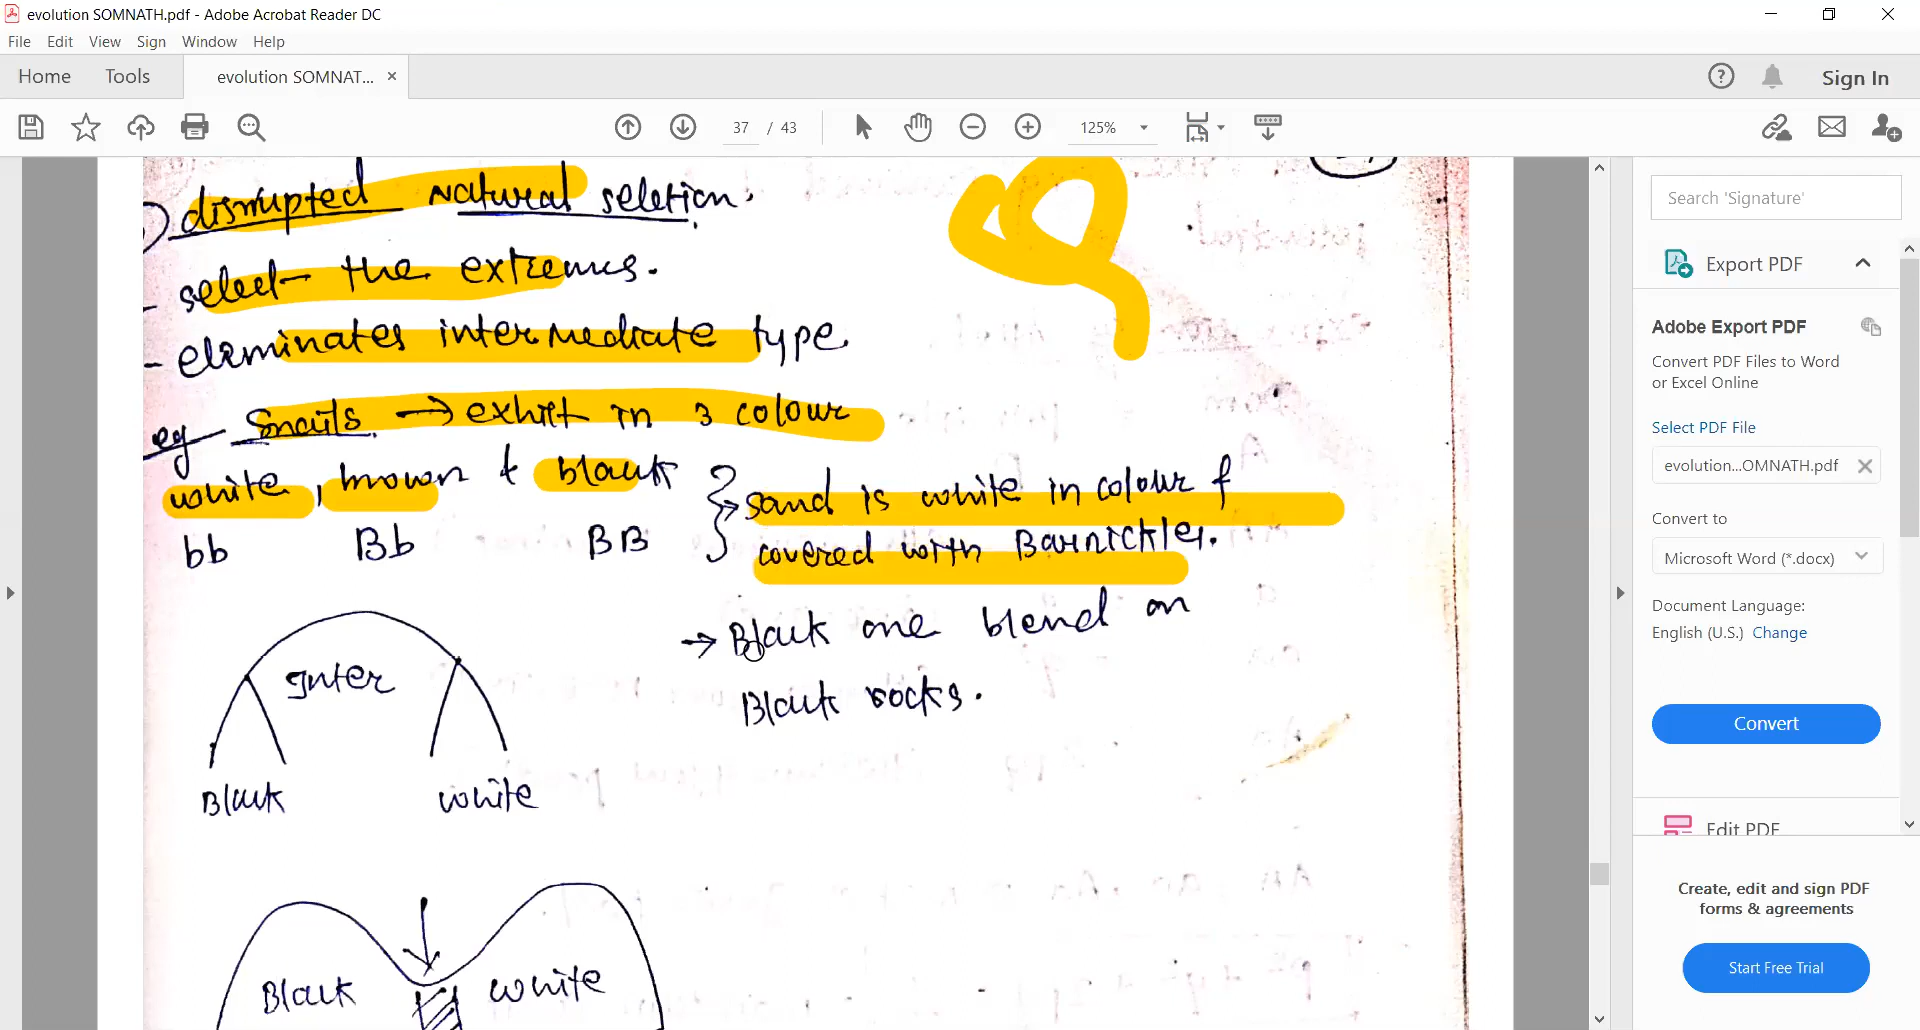 evolution SOMNATH.pdf - Adobe Acrobat Reader DC
File Edit View Sign Window Help
Home Tools evolution SOMNAT... ×
Sign In
37 / 43
125%
disrupted Natural seletion.
- select the extremes.
- eleminates intermediate type.
eg Snails → exhist in 3 colour
white, brown & black
bb Bb BB
sand is white in colour &
covered with Barnickles.
→ Black one blend on
Black rocks.
Inter
Black white
Black white
Search 'Signature'
Export PDF
Adobe Export PDF
Convert PDF Files to Word
or Excel Online
Select PDF File
evolution...OMNATH.pdf
Convert to
Microsoft Word (*.docx)
Document Language:
English (U.S.) Change
Convert
Edit PDF
Create, edit and sign PDF
forms & agreements
Start Free Trial